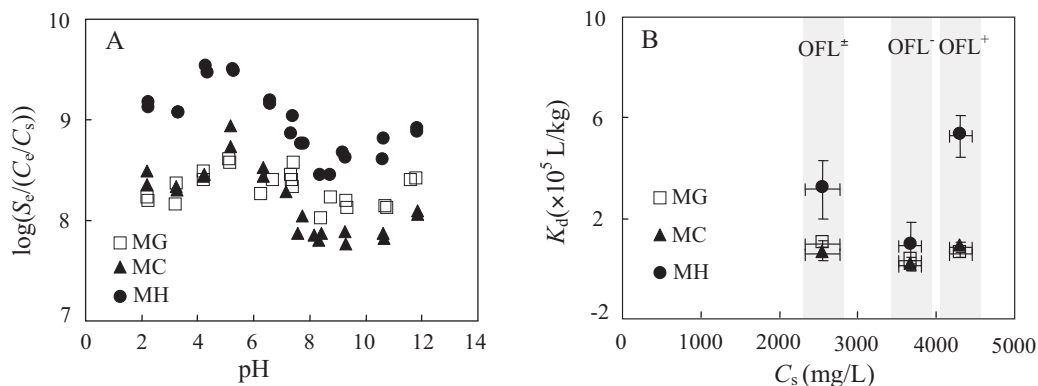 A
log(Sₑ/(Cₑ/Cₛ))
10
9
8
7
MG
MC
MH
0 2 4 6 8 10 12 14
pH
B
OFL± OFL⁻ OFL⁺
K_d(×10⁵ L/kg)
10
6
2
-2
MG
MC
MH
0 1000 2000 3000 4000 5000
Cₛ (mg/L)